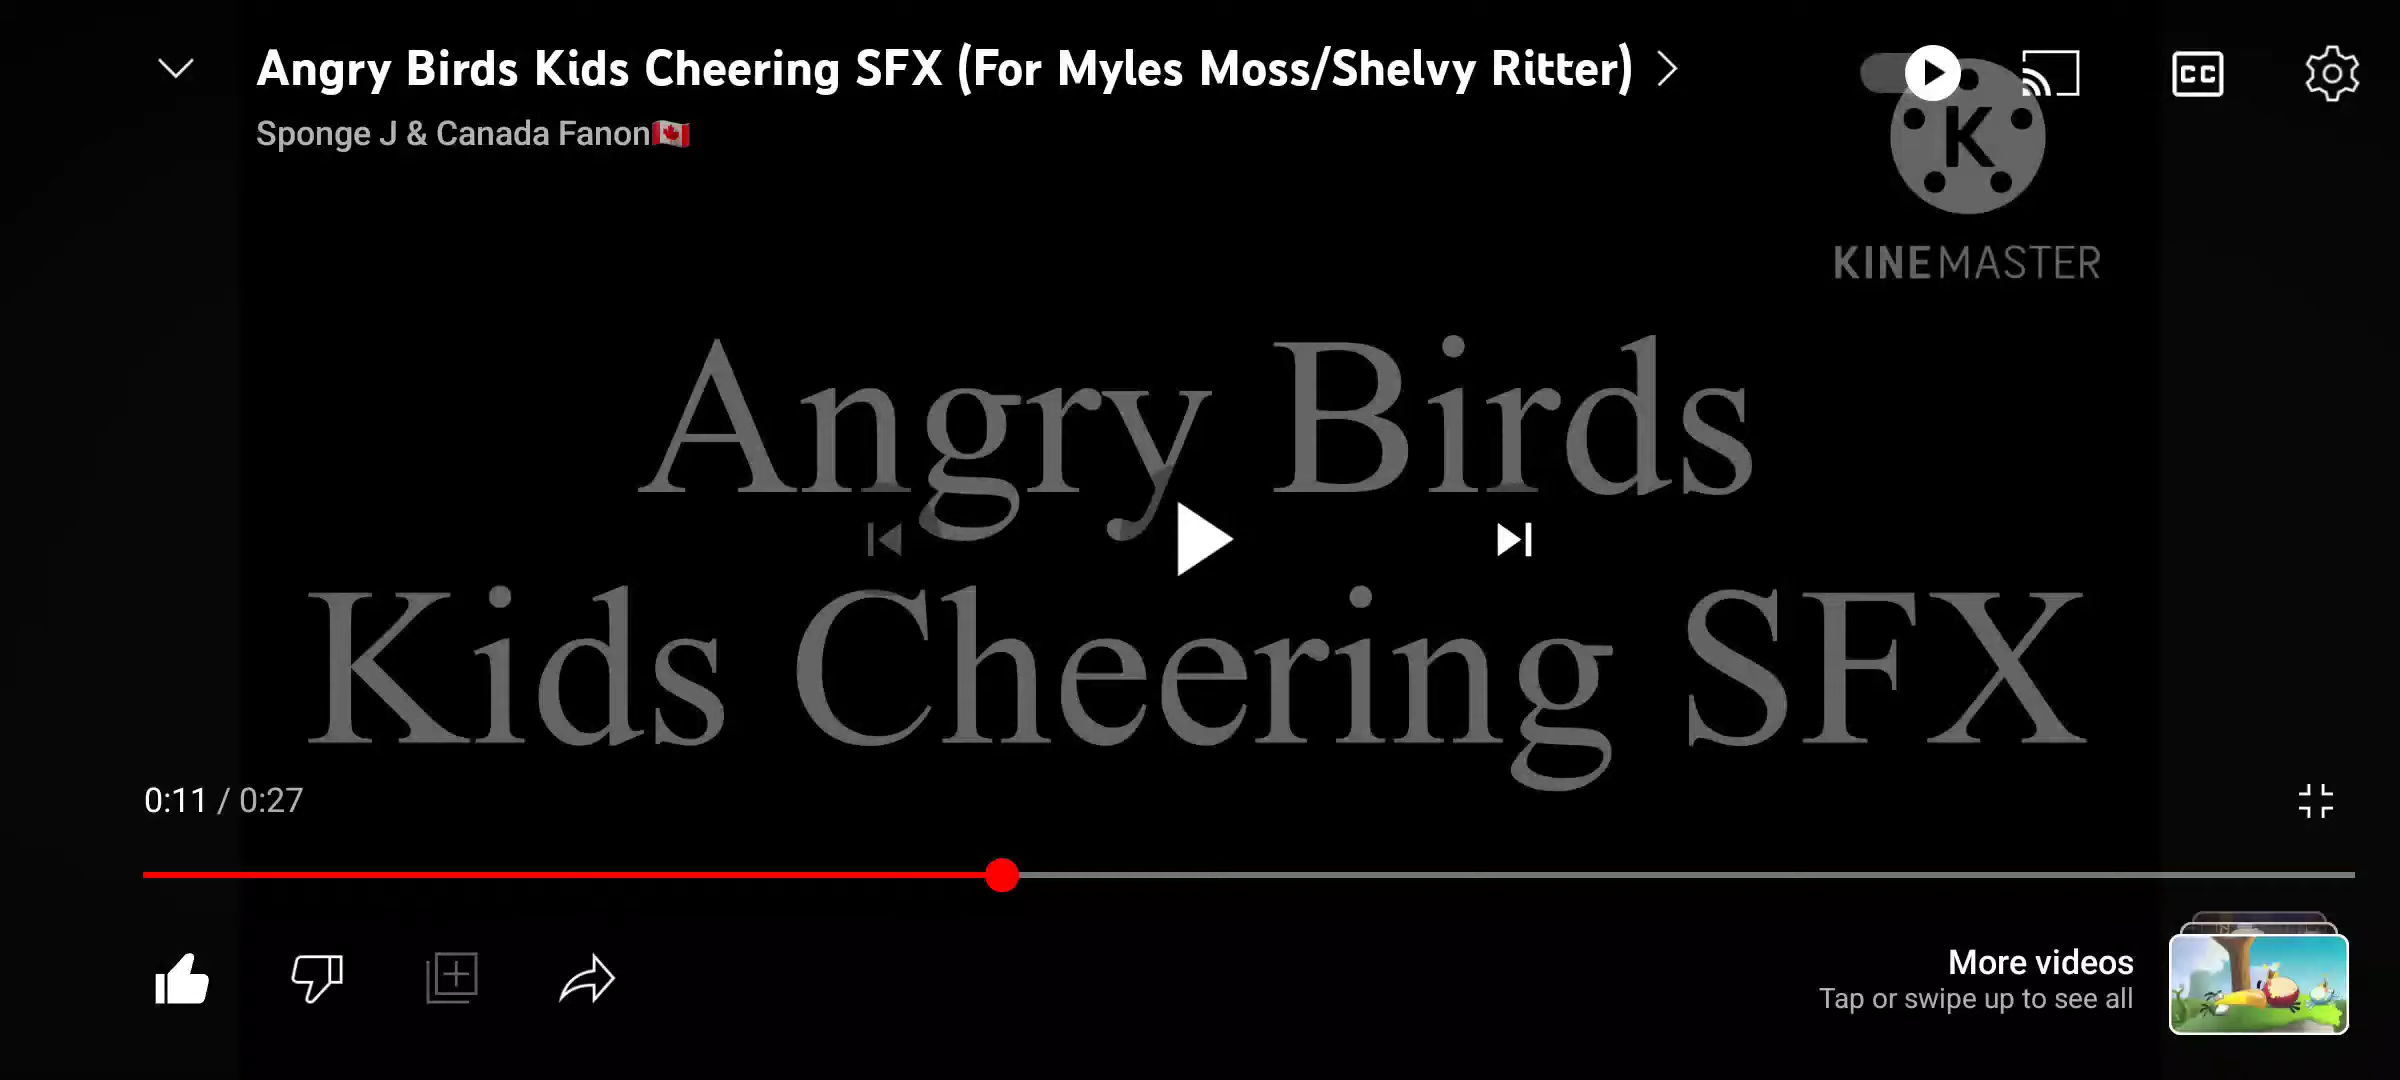 Angry Birds Kids Cheering SFX (For Myles Moss/Shelvy Ritter)
Sponge J & Canada Fanon🇨🇦
CC
K
KINEMASTER
Angry Birds
Kids Cheering SFX
0:11 / 0:27
More videos
Tap or swipe up to see all